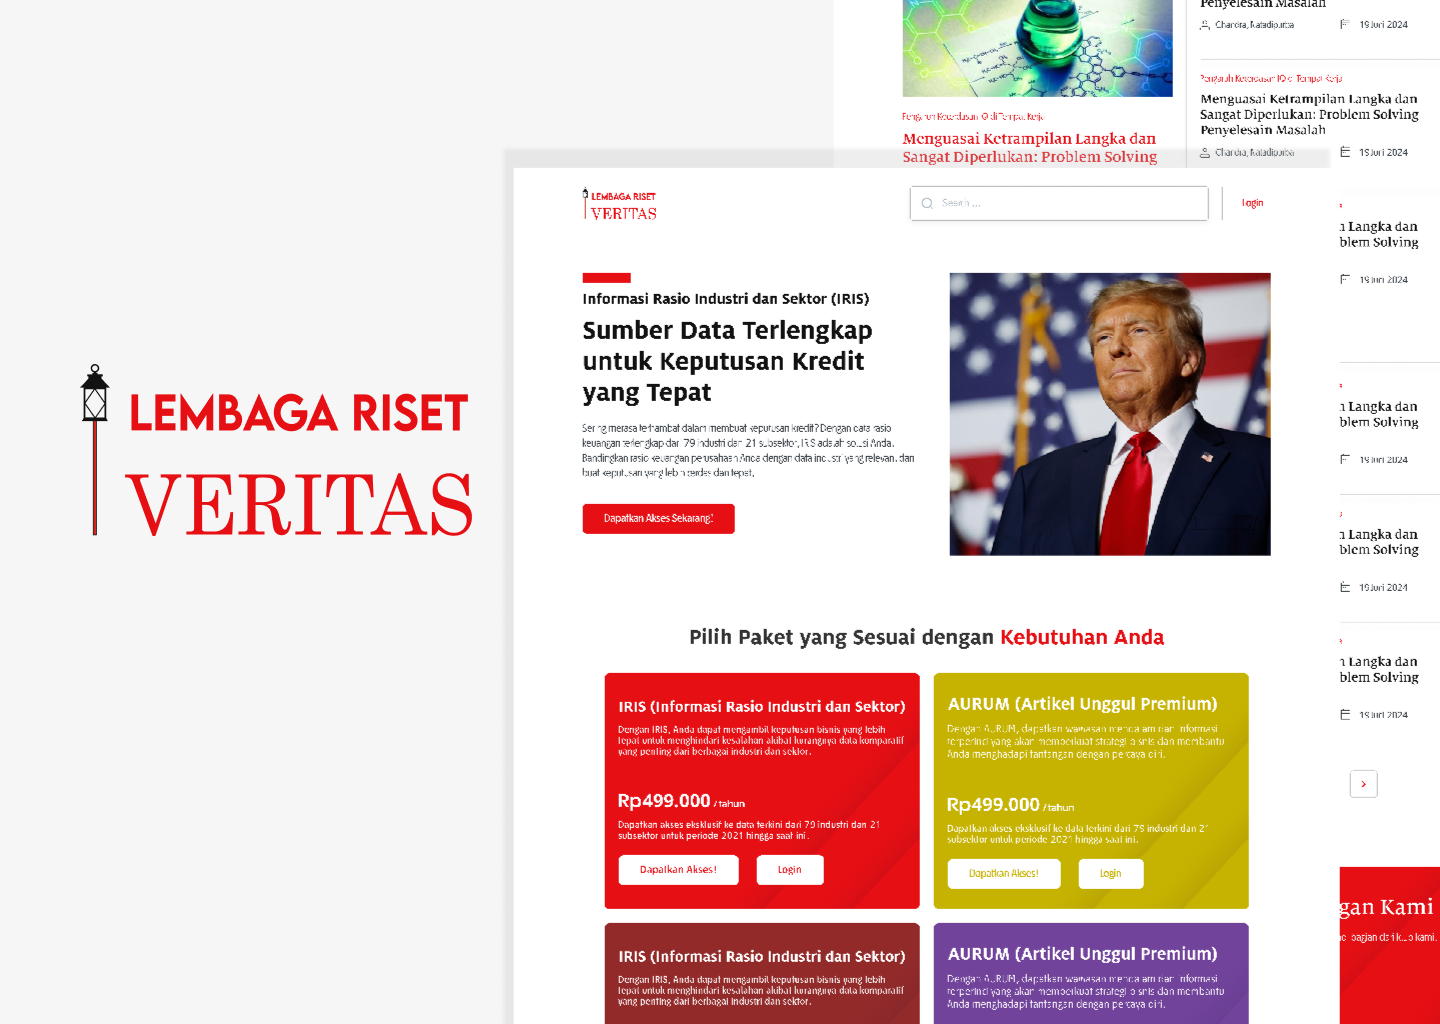 LEMBAGA RISET
VERITAS
Penyelesain Masalah
Chandra, Natadipurba
19 Juni 2024
Pengaruh Kecerdasan IQ di Tempat Kerja
Menguasai Ketrampilan Langka dan
Sangat Diperlukan: Problem Solving
Penyelesain Masalah
Chandra, Natadipurba
19 Juni 2024
Pengaruh Kecerdasan IQ di Tempat Kerja
Menguasai Ketrampilan Langka dan
Sangat Diperlukan: Problem Solving
LEMBAGA RISET
VERITAS
Search ...
Login
Informasi Rasio Industri dan Sektor (IRIS)
Sumber Data Terlengkap
untuk Keputusan Kredit
yang Tepat
Sering merasa terhambat dalam membuat keputusan kredit? Dengan data rasio
keuangan terlengkap dari 79 industri dan 21 subsektor, IRIS adalah solusi Anda.
Bandingkan rasio keuangan perusahaan Anda dengan data industri yang relevan, dan
buat keputusan yang lebih cerdas dan tepat.
Dapatkan Akses Sekarang!
Pilih Paket yang Sesuai dengan Kebutuhan Anda
IRIS (Informasi Rasio Industri dan Sektor)
Dengan IRIS, Anda dapat mengambil keputusan bisnis yang lebih
tepat untuk menghindari kesalahan akibat kurangnya data komparatif
yang penting dari berbagai industri dan sektor.
Rp499.000 / tahun
Dapatkan akses eksklusif ke data terkini dari 79 industri dan 21
subsektor untuk periode 2021 hingga saat ini.
Dapatkan Akses!
Login
AURUM (Artikel Unggul Premium)
Dengan AURUM, dapatkan wawasan mendalam dan informasi
terperinci yang akan memperkuat strategi bisnis dan membantu
Anda menghadapi tantangan dengan percaya diri.
Rp499.000 / tahun
Dapatkan akses eksklusif ke data terkini dari 79 industri dan 21
subsektor untuk periode 2021 hingga saat ini.
Dapatkan Akses!
Login
IRIS (Informasi Rasio Industri dan Sektor)
Dengan IRIS, Anda dapat mengambil keputusan bisnis yang lebih
tepat untuk menghindari kesalahan akibat kurangnya data komparatif
yang penting dari berbagai industri dan sektor.
AURUM (Artikel Unggul Premium)
Dengan AURUM, dapatkan wawasan mendalam dan informasi
terperinci yang akan memperkuat strategi bisnis dan membantu
Anda menghadapi tantangan dengan percaya diri.
Langka dan
blem Solving
19 Juni 2024
Langka dan
blem Solving
19 Juni 2024
Langka dan
blem Solving
19 Juni 2024
Langka dan
blem Solving
19 Juni 2024
gan Kami
bagian dari kami.